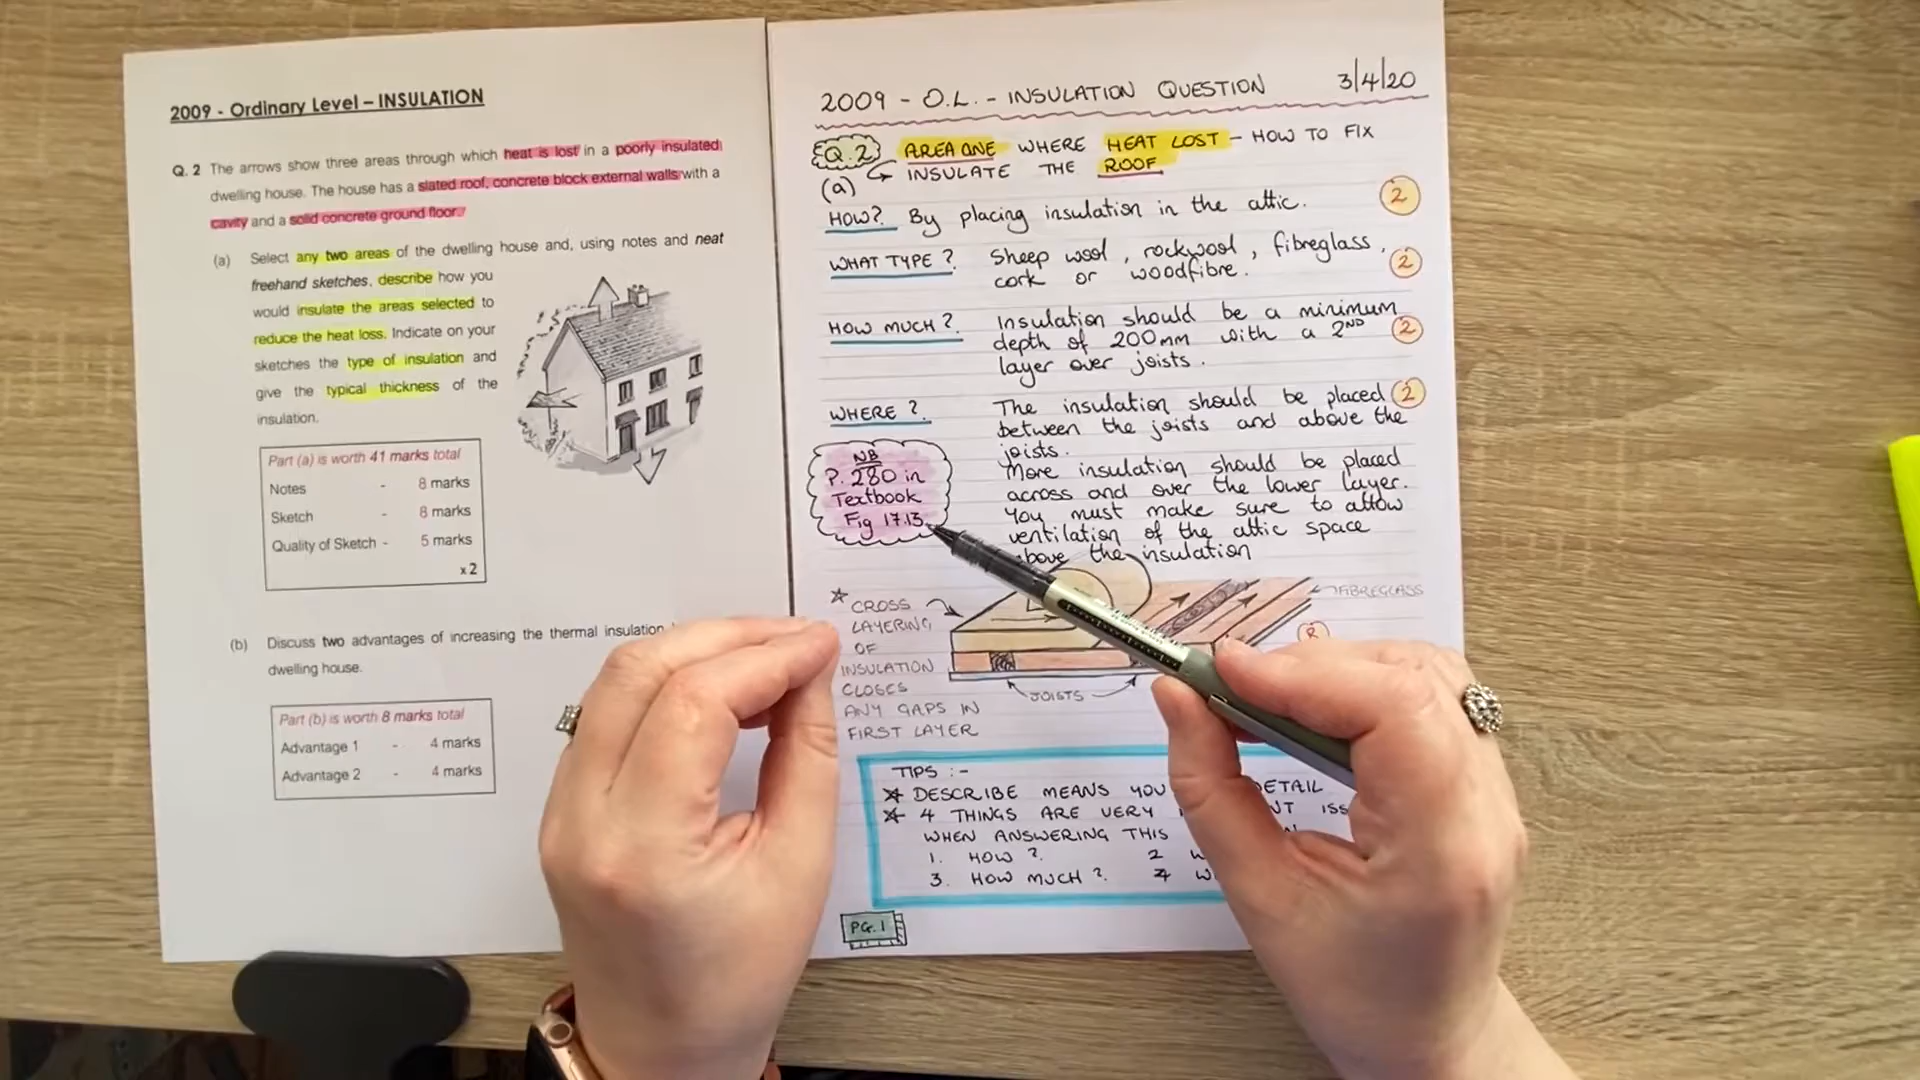 2009 - Ordinary Level – INSULATION
Q. 2 The arrows show three areas through which heat is lost in a poorly insulated
dwelling house. The house has a slated roof, concrete block external walls with a
cavity and a solid concrete ground floor.
(a) Select any two areas of the dwelling house and, using notes and neat
freehand sketches, describe how you
would insulate the areas selected to
reduce the heat loss. Indicate on your
sketches the type of insulation and
give the typical thickness of the
insulation.
Part (a) is worth 41 marks total
Notes - 8 marks
Sketch - 8 marks
Quality of Sketch - 5 marks
x2
(b) Discuss two advantages of increasing the thermal insulation
dwelling house.
Part (b) is worth 8 marks total
Advantage 1 - 4 marks
Advantage 2 - 4 marks
2009 - O.L. - INSULATION QUESTION 3/4/20
Q.2 AREA ONE WHERE HEAT LOST - HOW TO FIX
(a) INSULATE THE ROOF
HOW? By placing insulation in the attic. 2
WHAT TYPE? Sheep wool, rockwool, fibreglass,
cork or woodfibre. 2
HOW MUCH? Insulation should be a minimum
depth of 200mm with a 2ND 2
layer over joists.
WHERE? The insulation should be placed 2
between the joists and above the
joists.
More insulation should be placed
across and over the lower layer.
You must make sure to allow
ventilation of the attic space
above the insulation
NB
P. 280 in
Textbook
Fig 17.13
FIBREGLASS
CROSS
LAYERING
OF
INSULATION
CLOSES
ANY GAPS IN
FIRST LAYER
JOISTS
8
TIPS :-
DESCRIBE MEANS YOU DETAIL
4 THINGS ARE VERY
WHEN ANSWERING THIS
1. HOW? 2
3. HOW MUCH? 4
PG. 1